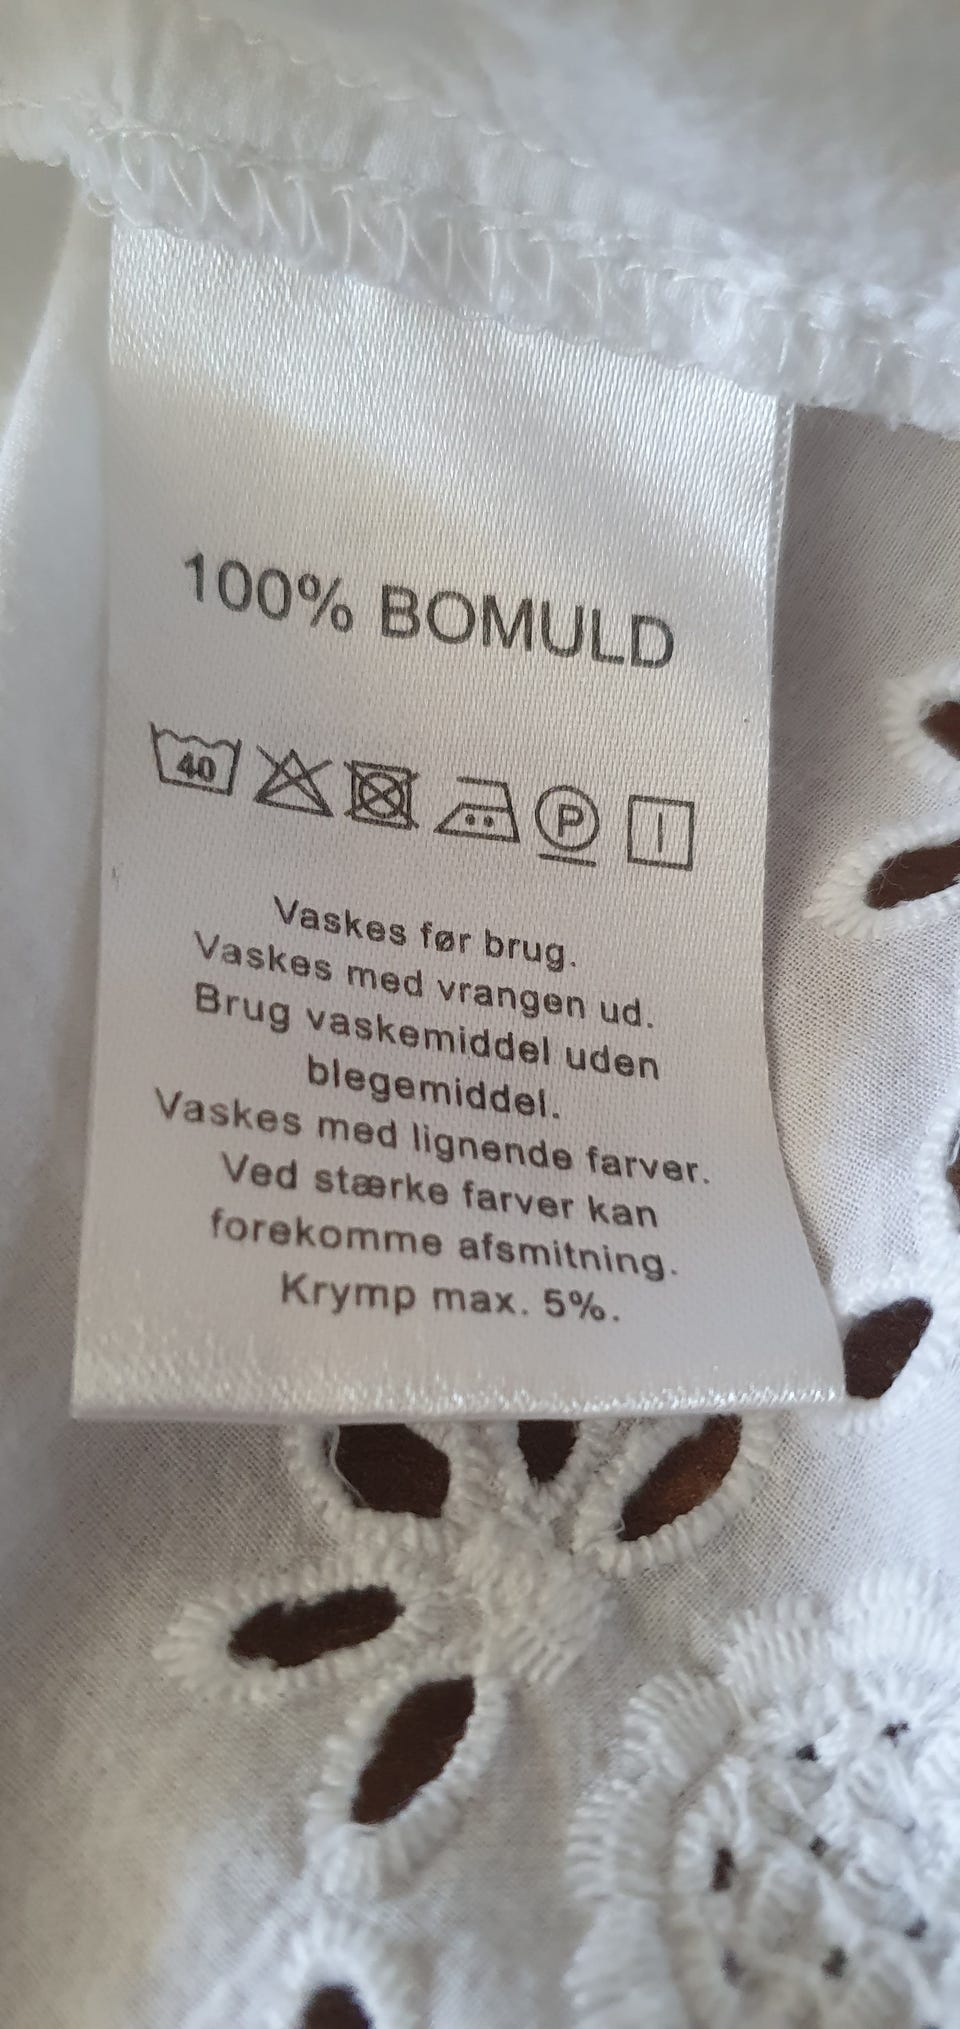 100% BOMULD
40 P
Vaskes før brug.
Vaskes med vrangen ud.
Brug vaskemiddel uden
blegemiddel.
Vaskes med lignende farver.
Ved stærke farver kan
forekomme afsmitning.
Krymp max. 5%.